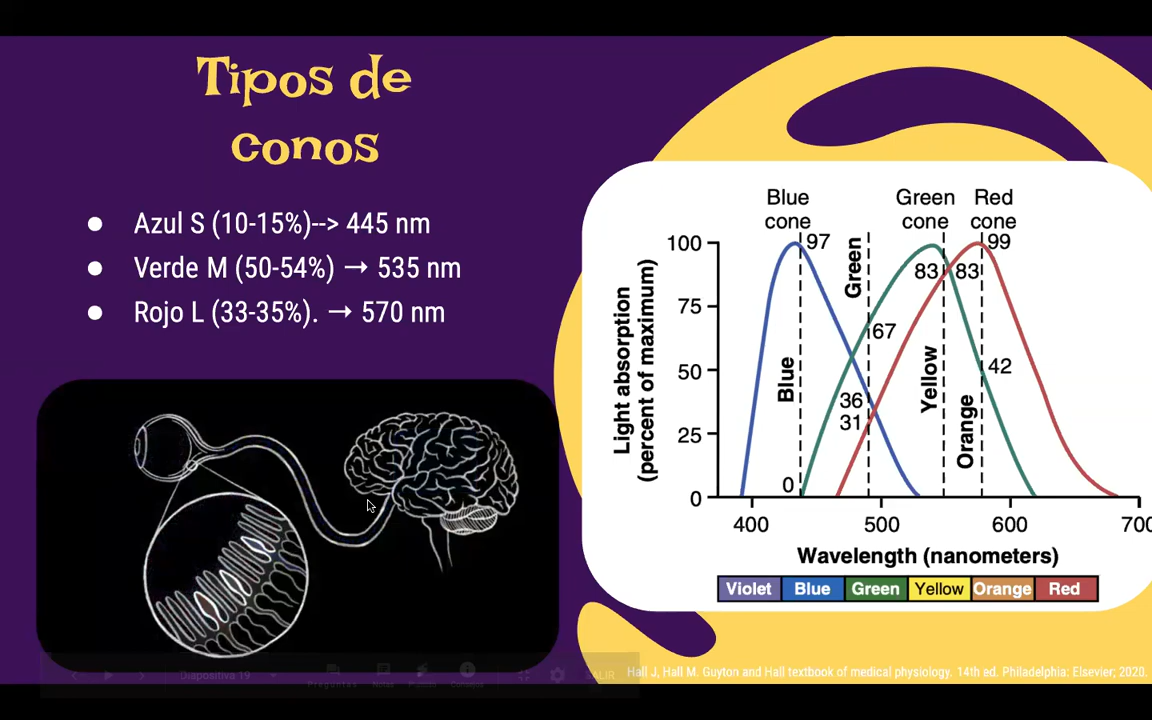 Tipos de
conos
● Azul S (10-15%)--> 445 nm
● Verde M (50-54%) → 535 nm
● Rojo L (33-35%). → 570 nm
Blue
cone
Green
cone
Red
cone
97
99
83
83
67
42
36
31
0
Blue
Green
Yellow
Orange
Light absorption
(percent of maximum)
100
75
50
25
0
400
500
600
700
Wavelength (nanometers)
Violet Blue Green Yellow Orange Red
Hall J, Hall M. Guyton and Hall textbook of medical physiology. 14th ed. Philadelphia: Elsevier; 2020.
Diapositiva 19
Preguntas Notas